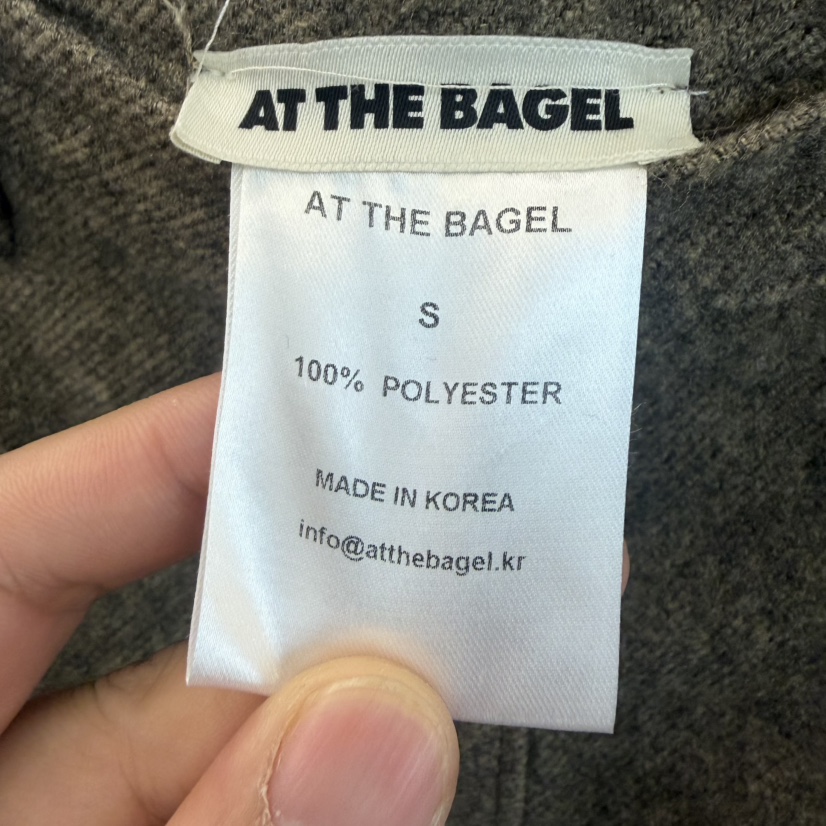 AT THE BAGEL
AT THE BAGEL
S
100% POLYESTER
MADE IN KOREA
info@atthebagel.kr